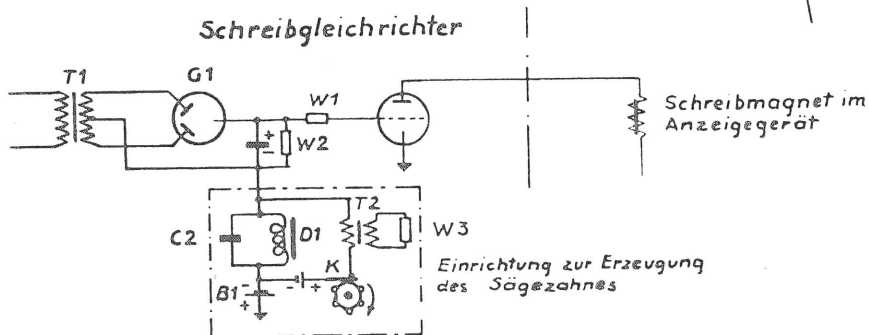 Schreibgleichrichter
T1
G1
W1
W2
Schreibmagnet im
Anzeigegerät
T2
C2
D1
W3
K
B1
Einrichtung zur Erzeugung
des Sägezahnes